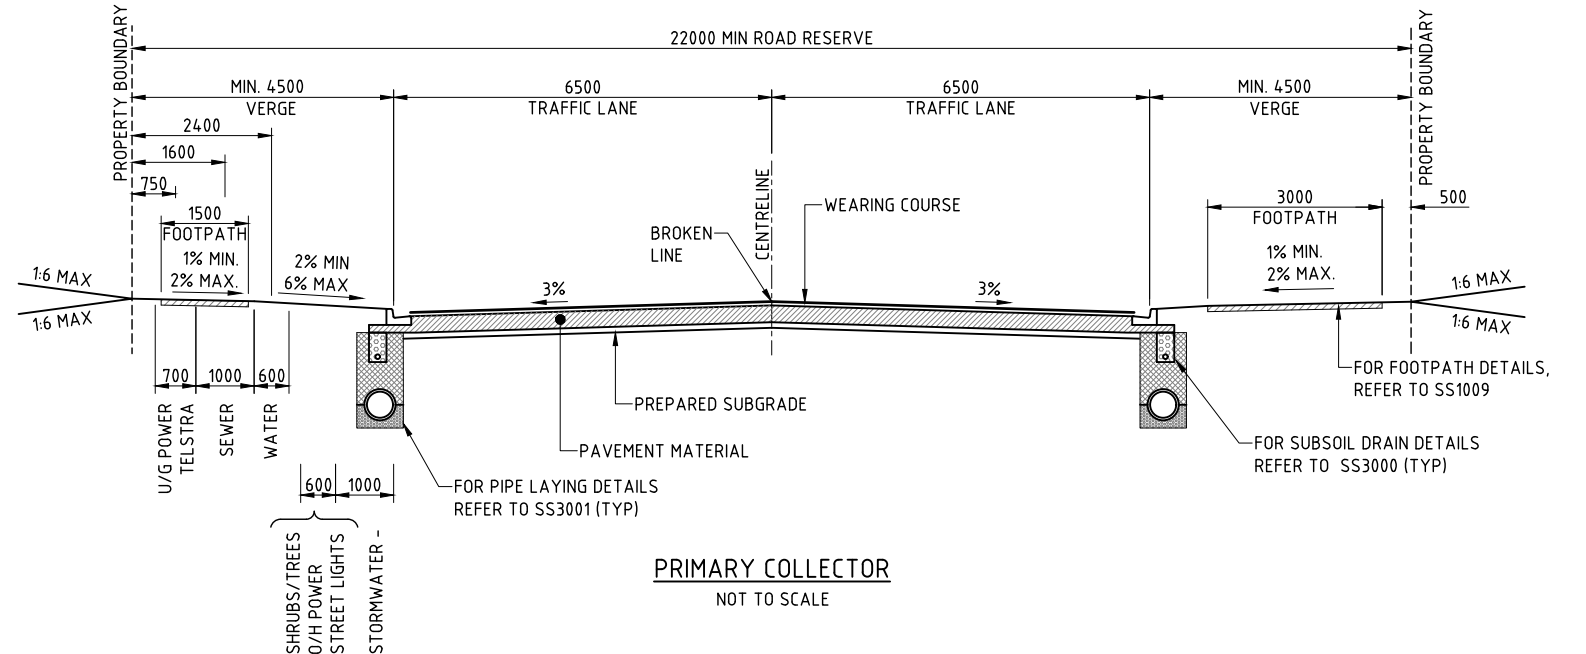 22000 MIN ROAD RESERVE
PROPERTY BOUNDARY
MIN. 4500
VERGE
6500
TRAFFIC LANE
6500
TRAFFIC LANE
MIN. 4500
VERGE
PROPERTY BOUNDARY
2400
1600
750
1500
FOOTPATH
1% MIN.
2% MAX.
2% MIN
6% MAX
1:6 MAX
1:6 MAX
CENTRELINE
WEARING COURSE
BROKEN
LINE
3%
3%
3000
FOOTPATH
500
1% MIN.
2% MAX.
1:6 MAX
1:6 MAX
700
1000
600
U/G POWER
TELSTRA
SEWER
WATER
600
1000
SHRUBS/TREES
O/H POWER
STREET LIGHTS
STORMWATER -
PREPARED SUBGRADE
PAVEMENT MATERIAL
FOR PIPE LAYING DETAILS
REFER TO SS3001 (TYP)
FOR FOOTPATH DETAILS,
REFER TO SS1009
FOR SUBSOIL DRAIN DETAILS
REFER TO SS3000 (TYP)
PRIMARY COLLECTOR
NOT TO SCALE